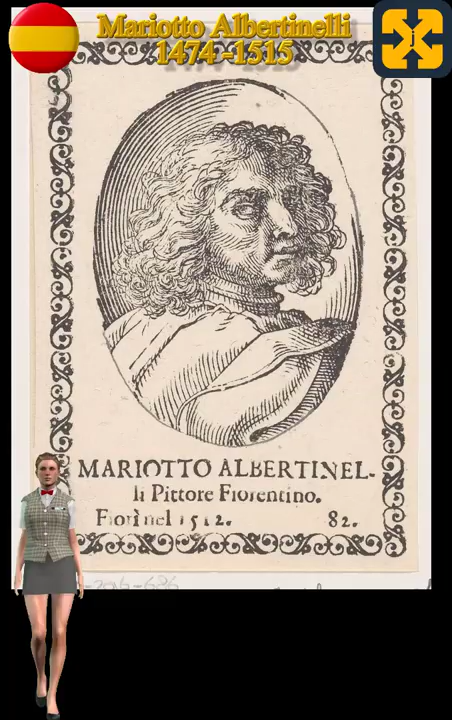 Mariotto Albertinelli
1474-1515
MARIOTTO ALBERTINEL-
li Pittore Fiorentino.
Fiorì nel 1512. 82.